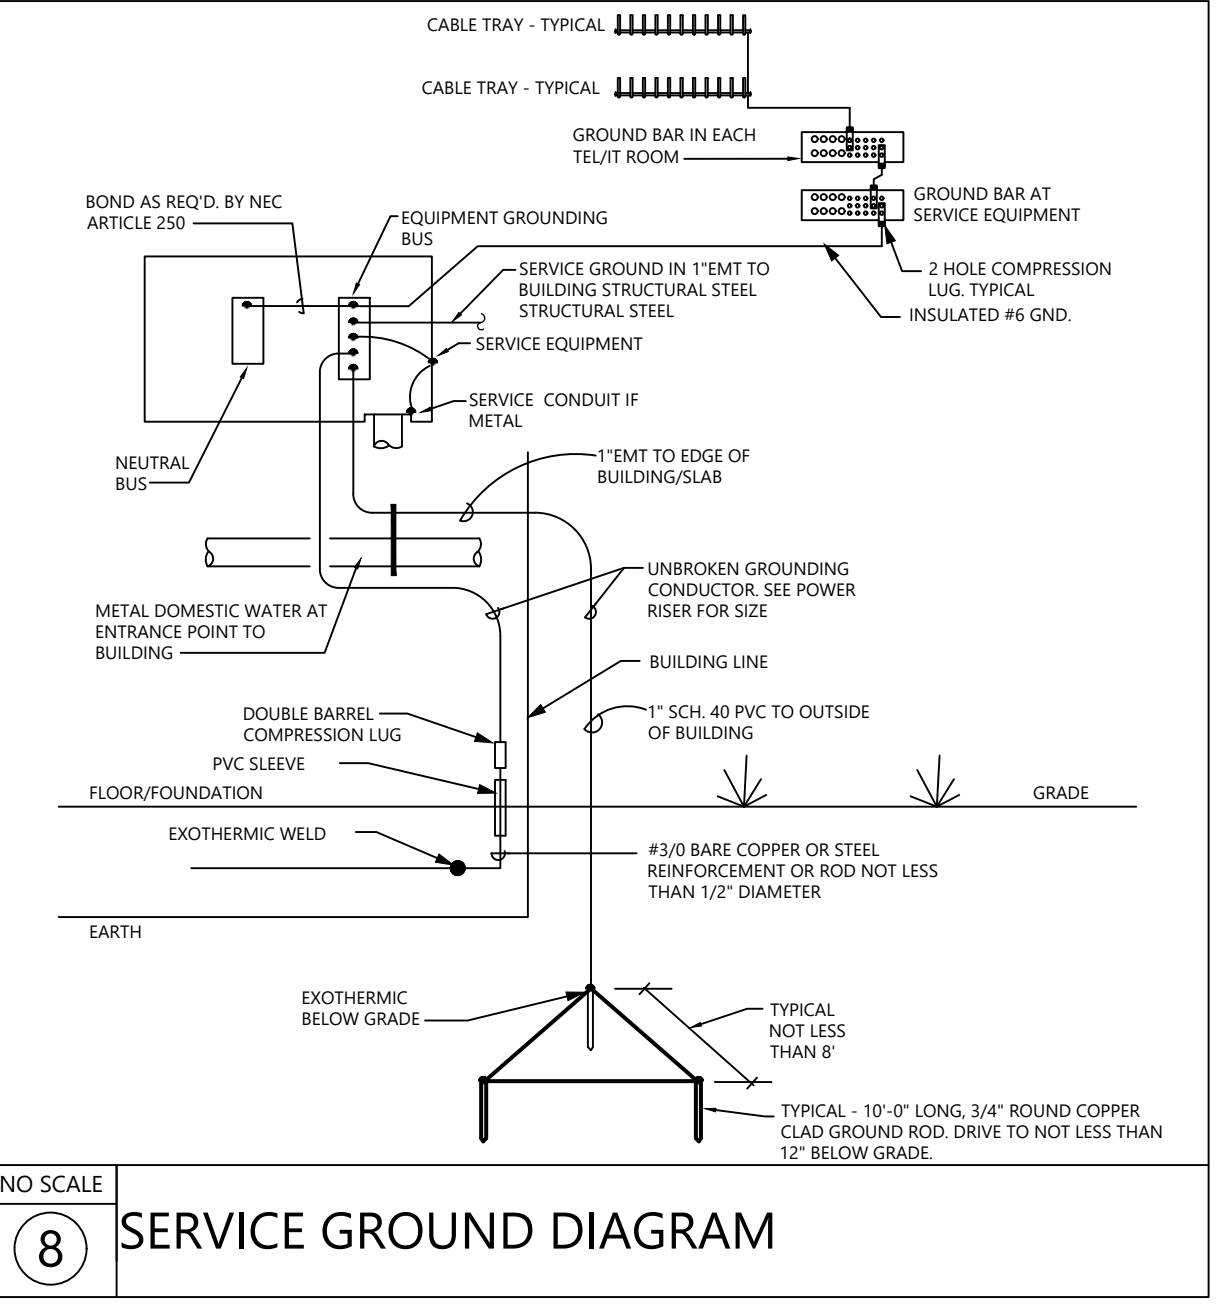 CABLE TRAY - TYPICAL
CABLE TRAY - TYPICAL
GROUND BAR IN EACH
TEL/IT ROOM
BOND AS REQ'D. BY NEC
ARTICLE 250
EQUIPMENT GROUNDING
BUS
GROUND BAR AT
SERVICE EQUIPMENT
SERVICE GROUND IN 1"EMT TO
BUILDING STRUCTURAL STEEL
STRUCTURAL STEEL
2 HOLE COMPRESSION
LUG. TYPICAL
INSULATED #6 GND.
SERVICE EQUIPMENT
SERVICE CONDUIT IF
METAL
NEUTRAL
BUS
1"EMT TO EDGE OF
BUILDING/SLAB
UNBROKEN GROUNDING
CONDUCTOR. SEE POWER
RISER FOR SIZE
METAL DOMESTIC WATER AT
ENTRANCE POINT TO
BUILDING
BUILDING LINE
DOUBLE BARREL
COMPRESSION LUG
1" SCH. 40 PVC TO OUTSIDE
OF BUILDING
PVC SLEEVE
FLOOR/FOUNDATION
GRADE
EXOTHERMIC WELD
#3/0 BARE COPPER OR STEEL
REINFORCEMENT OR ROD NOT LESS
THAN 1/2" DIAMETER
EARTH
EXOTHERMIC
BELOW GRADE
TYPICAL
NOT LESS
THAN 8'
TYPICAL - 10'-0" LONG, 3/4" ROUND COPPER
CLAD GROUND ROD. DRIVE TO NOT LESS THAN
12" BELOW GRADE.
NO SCALE
8
SERVICE GROUND DIAGRAM